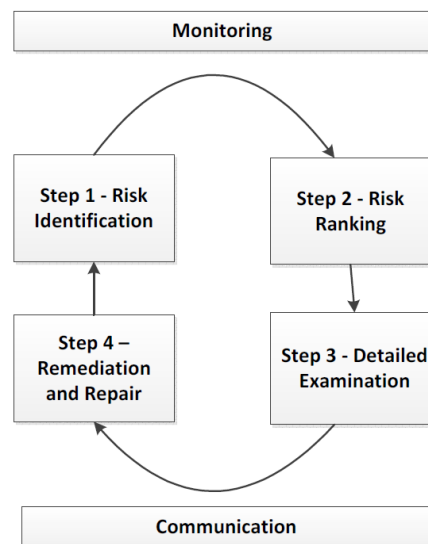 Monitoring
Step 1 - Risk
Identification
Step 2 - Risk
Ranking
Step 4 –
Remediation
and Repair
Step 3 - Detailed
Examination
Communication